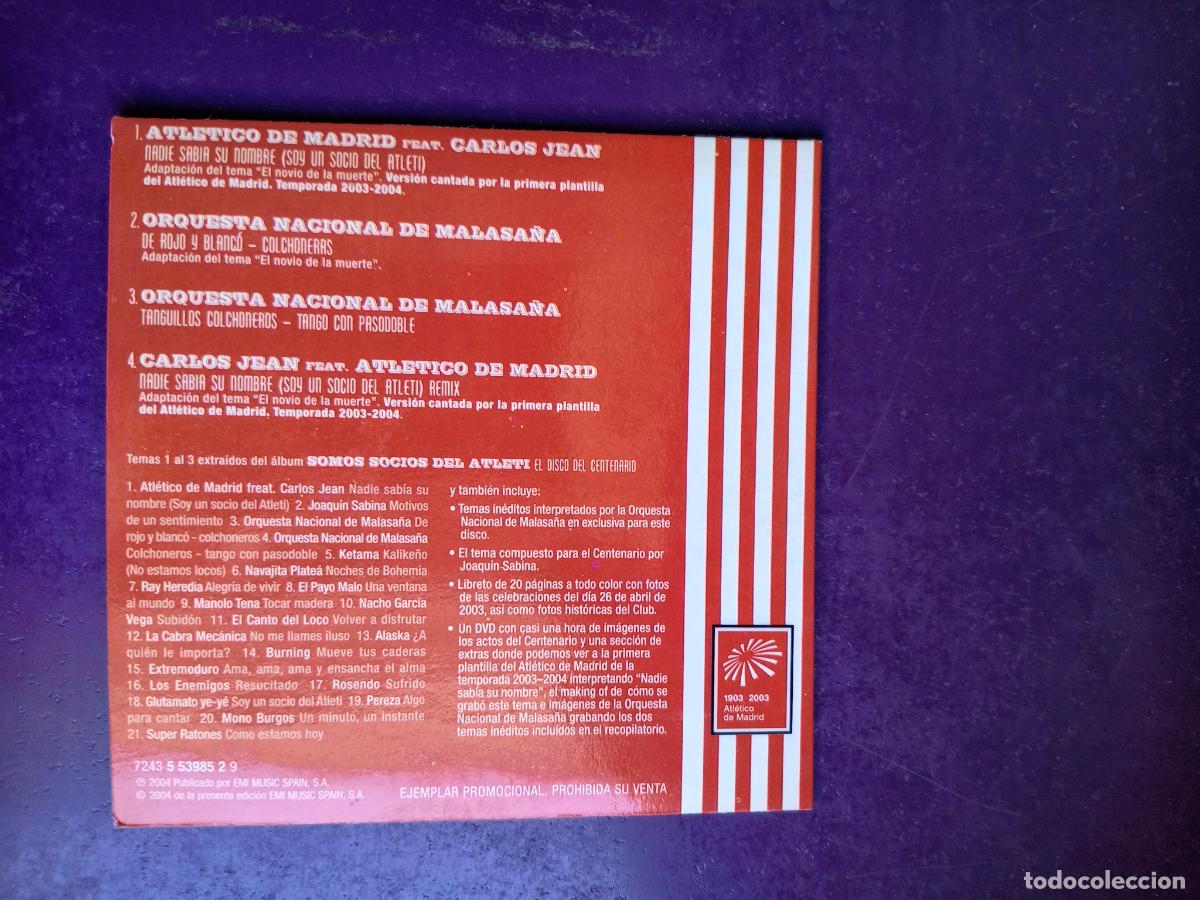 1. ATLETICO DE MADRID FEAT. CARLOS JEAN
NADIE SABIA SU NOMBRE (SOY UN SOCIO DEL ATLETI)
Adaptación del tema "El novio de la muerte". Versión cantada por la primera plantilla
del Atlético de Madrid. Temporada 2003-2004.
2. ORQUESTA NACIONAL DE MALASAÑA
DE ROJO Y BLANCÓ - COLCHONERAS
Adaptación del tema "El novio de la muerte".
3. ORQUESTA NACIONAL DE MALASAÑA
TANGUILLOS COLCHONEROS - TANGO CON PASODOBLE
4. CARLOS JEAN FEAT. ATLETICO DE MADRID
NADIE SABIA SU NOMBRE (SOY UN SOCIO DEL ATLETI) REMIX
Adaptación del tema "El novio de la muerte". Versión cantada por la primera plantilla
del Atlético de Madrid. Temporada 2003-2004.
Temas 1 al 3 extraídos del álbum SOMOS SOCIOS DEL ATLETI EL DISCO DEL CENTENARIO
1. Atlético de Madrid freat. Carlos Jean Nadie sabía su
nombre (Soy un socio del Atleti) 2. Joaquín Sabina Motivos
de un sentimiento 3. Orquesta Nacional de Malasaña De
rojo y blancó - colchoneros 4. Orquesta Nacional de Malasaña
Colchoneros - tango con pasodoble 5. Ketama Kalikeño
(No estamos locos) 6. Navajita Plateá Noches de Bohemia
7. Ray Heredia Alegría de vivir 8. El Payo Malo Una ventana
al mundo 9. Manolo Tena Tocar madera 10. Nacho García
Vega Subidón 11. El Canto del Loco Volver a disfrutar
12. La Cabra Mecánica No me llames iluso 13. Alaska ¿A
quién le importa? 14. Burning Mueve tus caderas
15. Extremoduro Ama, ama, ama y ensancha el alma
16. Los Enemigos Resucitado 17. Rosendo Sufrido
18. Glutamato ye-yé Soy un socio del Atleti 19. Pereza Algo
para cantar 20. Mono Burgos Un minuto, un instante
21. Super Ratones Como estamos hoy
y también incluye:
• Temas inéditos interpretados por la Orquesta
Nacional de Malasaña en exclusiva para este
disco.
• El tema compuesto para el Centenario por
Joaquín Sabina.
• Libreto de 20 páginas a todo color con fotos
de las celebraciones del día 26 de abril de
2003, así como fotos históricas del Club.
• Un DVD con casi una hora de imágenes de
los actos del Centenario y una sección de
extras donde podemos ver a la primera
plantilla del Atlético de Madrid de la
temporada 2003-2004 interpretando "Nadie
sabía su nombre", el making of de cómo se
grabó este tema e imágenes de la Orquesta
Nacional de Malasaña grabando los dos
temas inéditos incluídos en el recopilatorio.
1903 2003
Atlético
de Madrid
7243 5 53985 2 9
℗ 2004 Publicado por EMI MUSIC SPAIN, S.A.
© 2004 de la presente edición EMI MUSIC SPAIN, S.A.
EJEMPLAR PROMOCIONAL. PROHIBIDA SU VENTA
todocoleccion